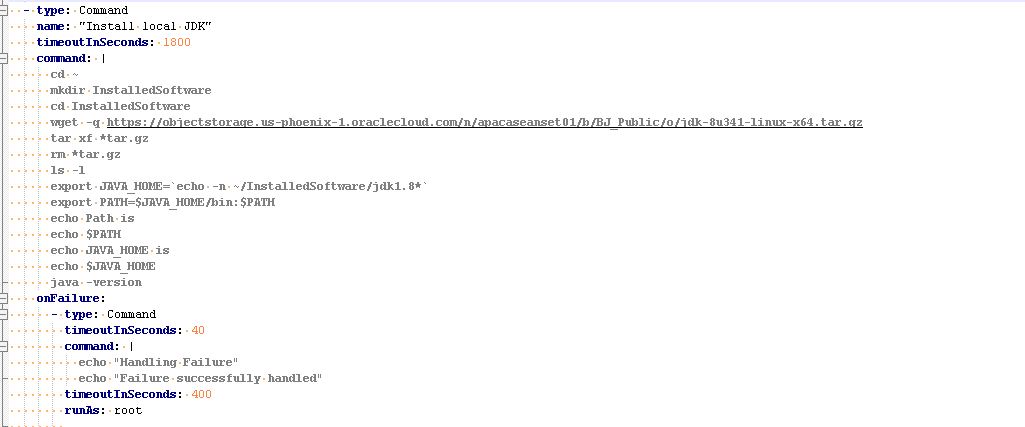 - type: Command
name: "Install local JDK"
timeoutInSeconds: 1800
command: |
cd ~
mkdir InstalledSoftware
cd InstalledSoftware
wget -q https://objectstorage.us-phoenix-1.oraclecloud.com/n/apacaseanset01/b/BJ_Public/o/jdk-8u341-linux-x64.tar.gz
tar xf *tar.gz
rm *tar.gz
ls -l
export JAVA_HOME=`echo -n ~/InstalledSoftware/jdk1.8*`
export PATH=$JAVA_HOME/bin:$PATH
echo Path is
echo $PATH
echo JAVA_HOME is
echo $JAVA_HOME
java -version
onFailure:
- type: Command
timeoutInSeconds: 40
command: |
echo "Handling Failure"
echo "Failure successfully handled"
timeoutInSeconds: 400
runAs: root